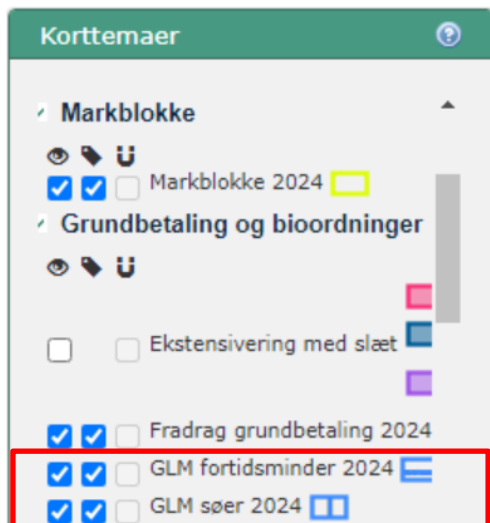 Korttemaer
Markblokke
Markblokke 2024
Grundbetaling og bioordninger
Ekstensivering med slæt
Fradrag grundbetaling 2024
GLM fortidsminder 2024
GLM søer 2024